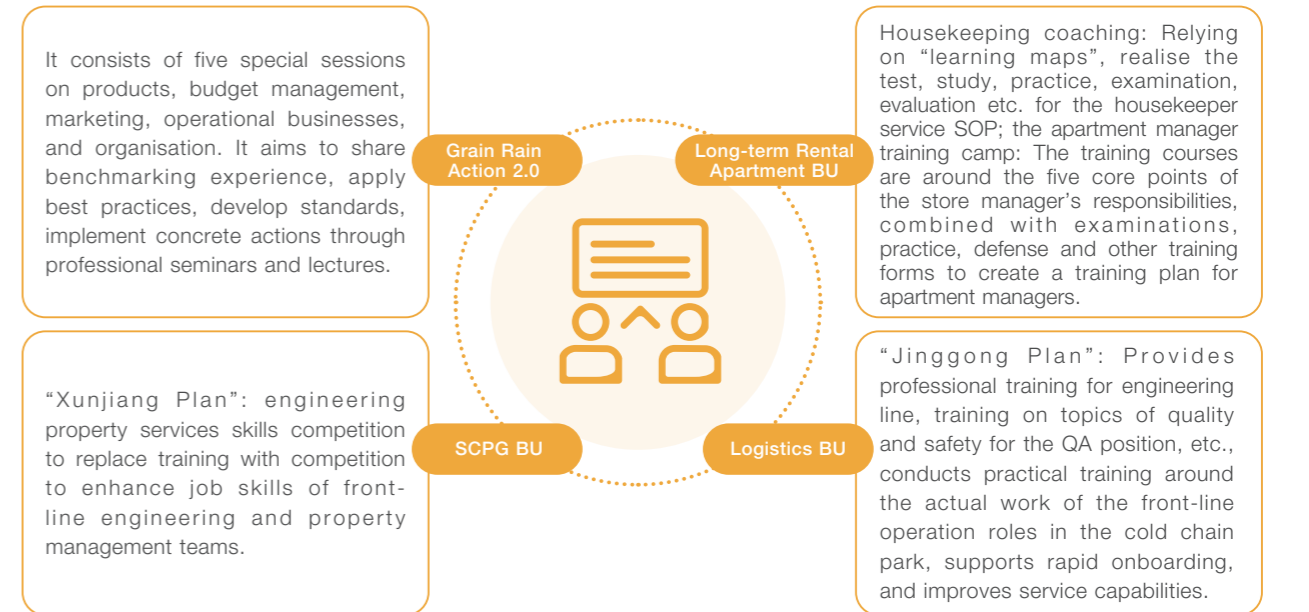 It consists of five special sessions
on products, budget management,
marketing, operational businesses,
and organisation. It aims to share
benchmarking experience, apply
best practices, develop standards,
implement concrete actions through
professional seminars and lectures.
Grain Rain
Action 2.0
Long-term Rental
Apartment BU
Housekeeping coaching: Relying
on “learning maps”, realise the
test, study, practice, examination,
evaluation etc. for the housekeeper
service SOP; the apartment manager
training camp: The training courses
are around the five core points of
the store manager’s responsibilities,
combined with examinations,
practice, defense and other training
forms to create a training plan for
apartment managers.
“Xunjiang Plan”: engineering
property services skills competition
to replace training with competition
to enhance job skills of front-
line engineering and property
management teams.
SCPG BU
Logistics BU
“Jinggong Plan”: Provides
professional training for engineering
line, training on topics of quality
and safety for the QA position, etc.,
conducts practical training around
the actual work of the front-line
operation roles in the cold chain
park, supports rapid onboarding,
and improves service capabilities.